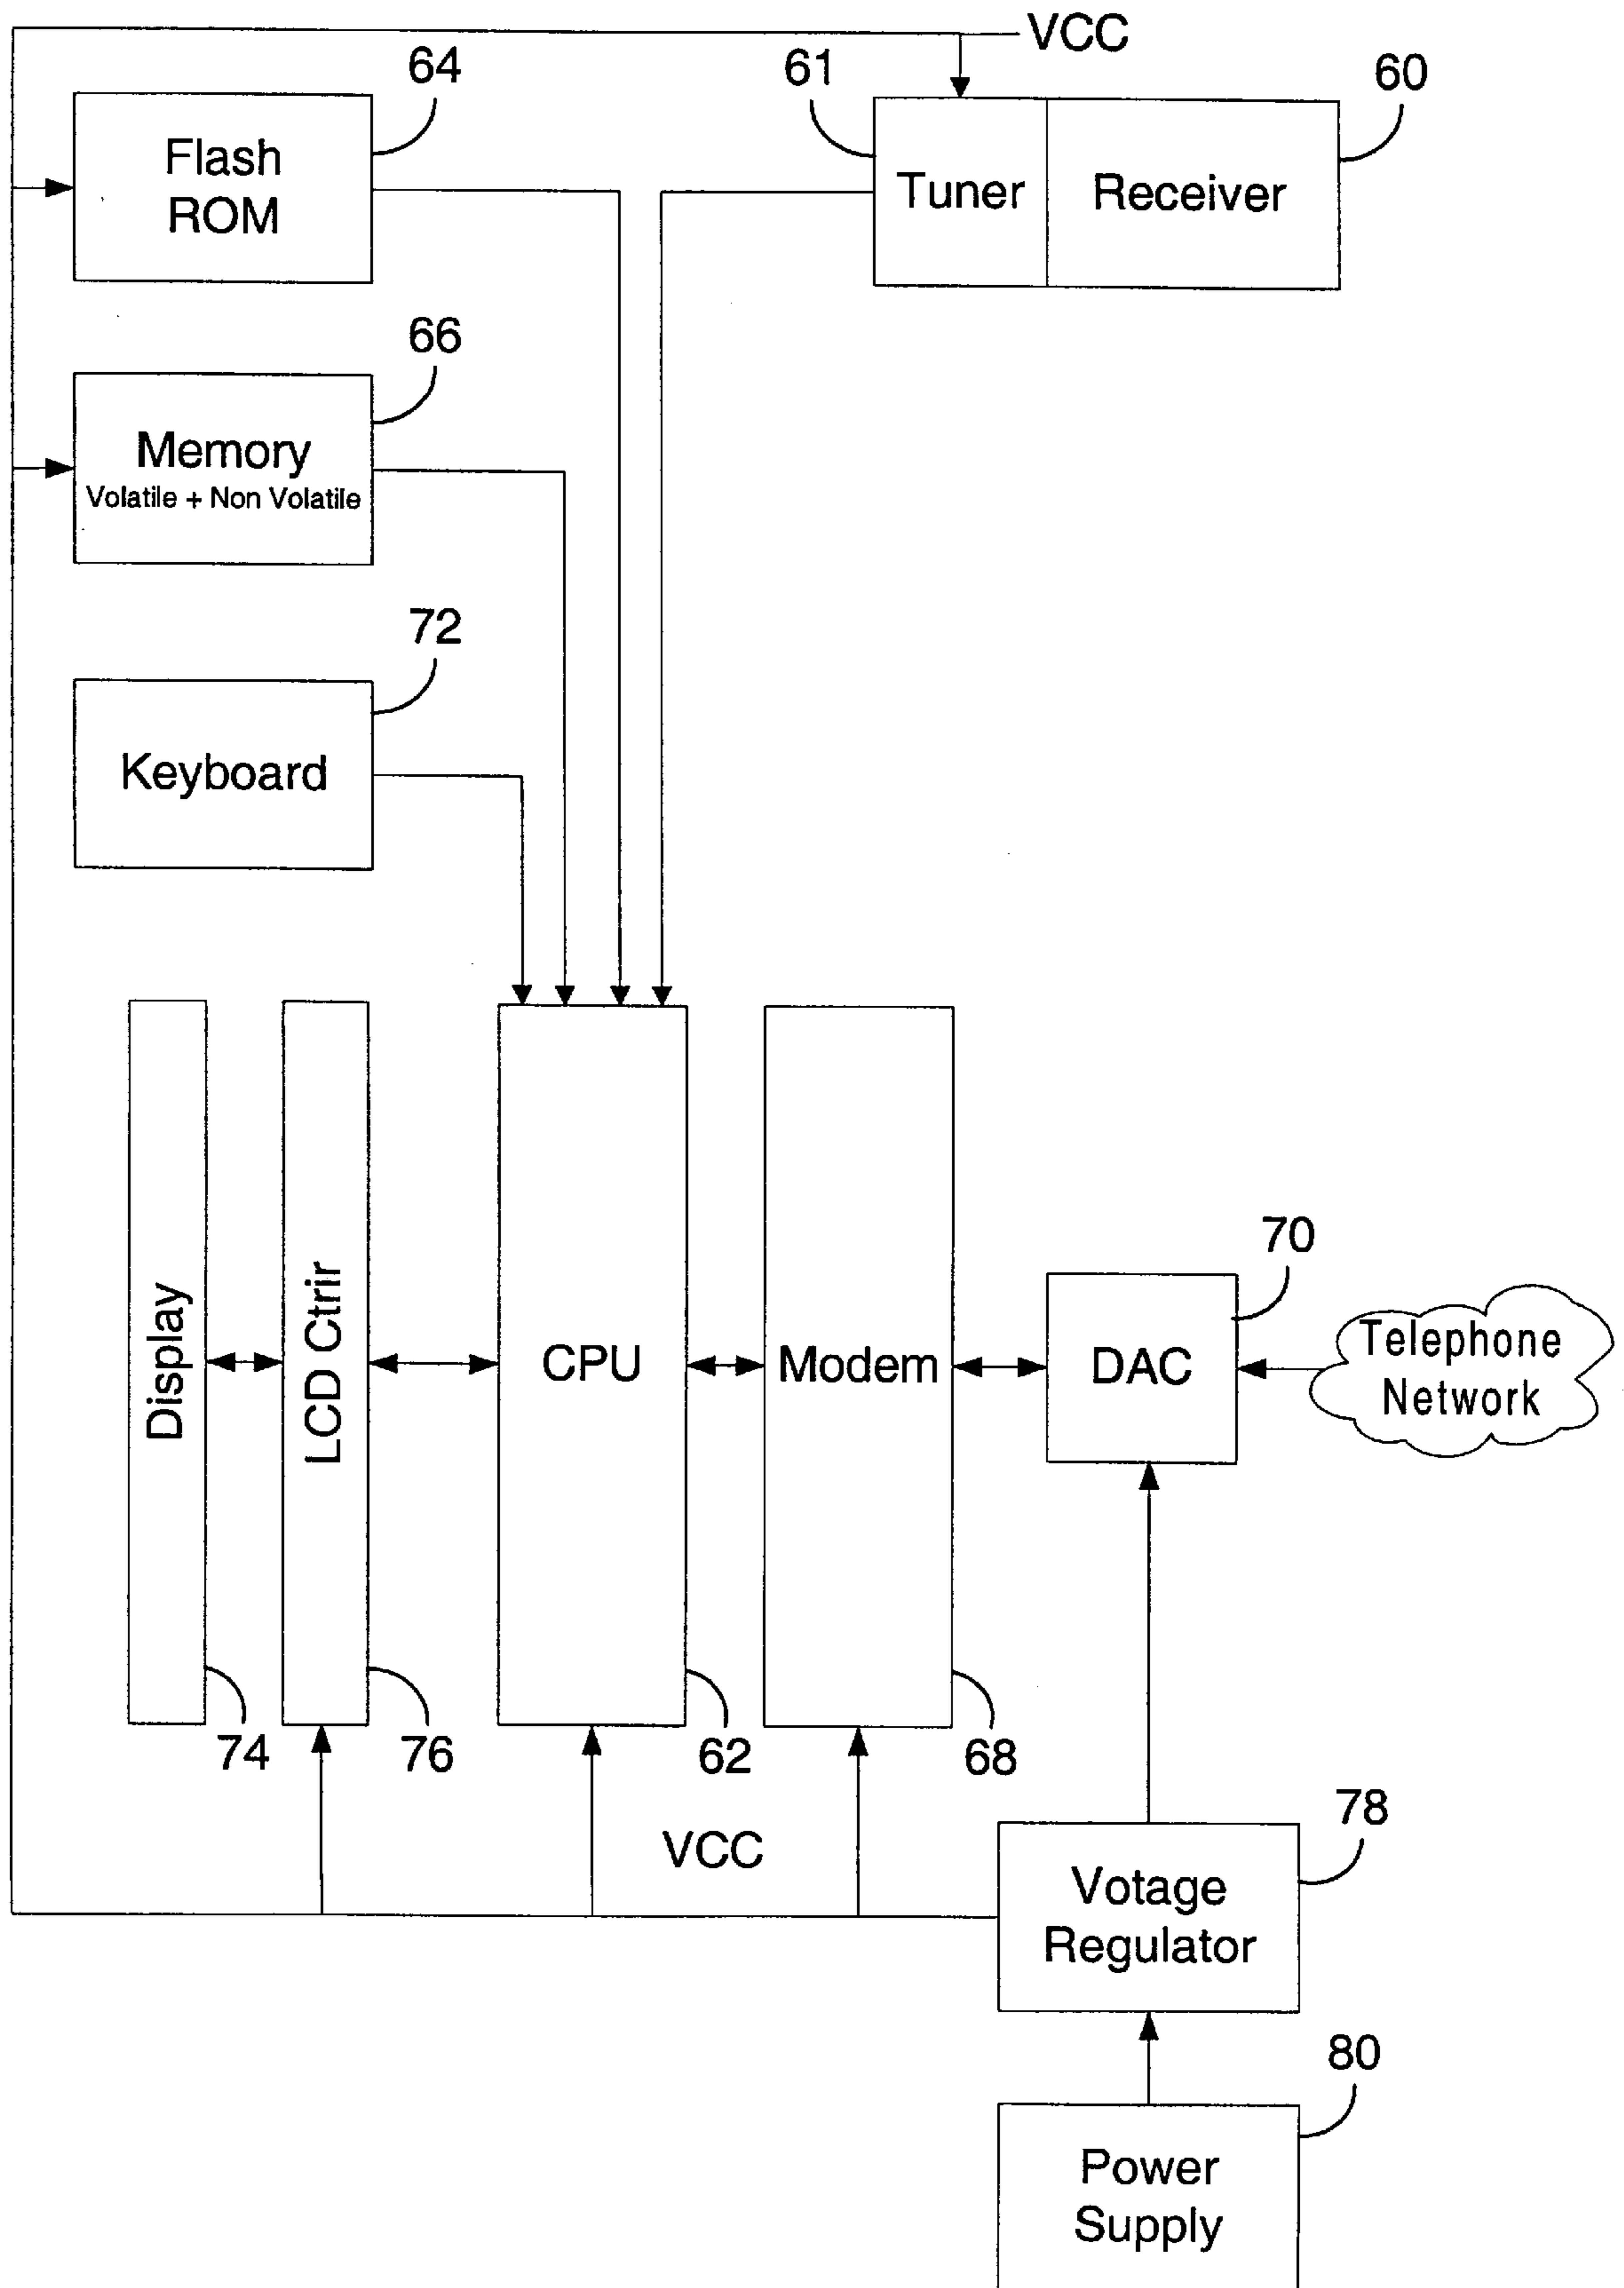 VCC
64
61
60
Flash
ROM
Tuner
Receiver
66
Memory
Volatile + Non Volatile
72
Keyboard
Display
LCD Ctrir
CPU
Modem
70
DAC
Telephone
Network
74
76
62
68
VCC
78
Votage
Regulator
80
Power
Supply